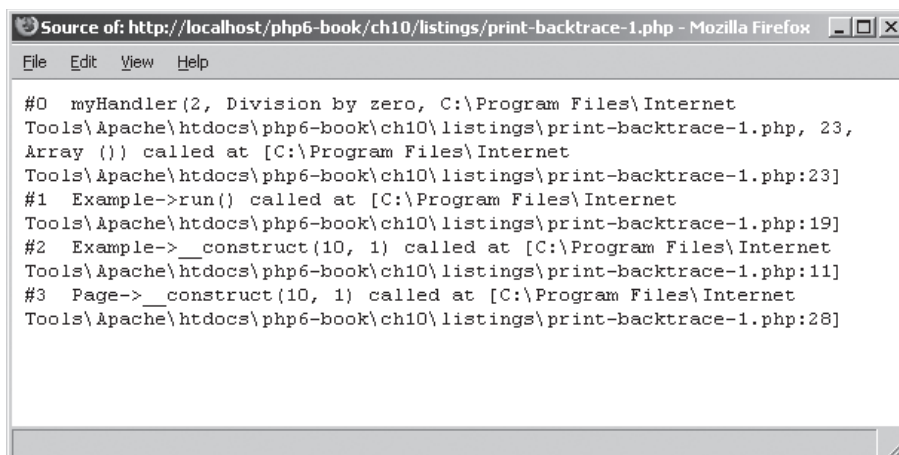 Source of: http://localhost/php6-book/ch10/listings/print-backtrace-1.php - Mozilla Firefox
File Edit View Help
#0  myHandler(2, Division by zero, C:\Program Files\Internet
Tools\Apache\htdocs\php6-book\ch10\listings\print-backtrace-1.php, 23,
Array ()) called at [C:\Program Files\Internet
Tools\Apache\htdocs\php6-book\ch10\listings\print-backtrace-1.php:23]
#1  Example->run() called at [C:\Program Files\Internet
Tools\Apache\htdocs\php6-book\ch10\listings\print-backtrace-1.php:19]
#2  Example->__construct(10, 1) called at [C:\Program Files\Internet
Tools\Apache\htdocs\php6-book\ch10\listings\print-backtrace-1.php:11]
#3  Page->__construct(10, 1) called at [C:\Program Files\Internet
Tools\Apache\htdocs\php6-book\ch10\listings\print-backtrace-1.php:28]